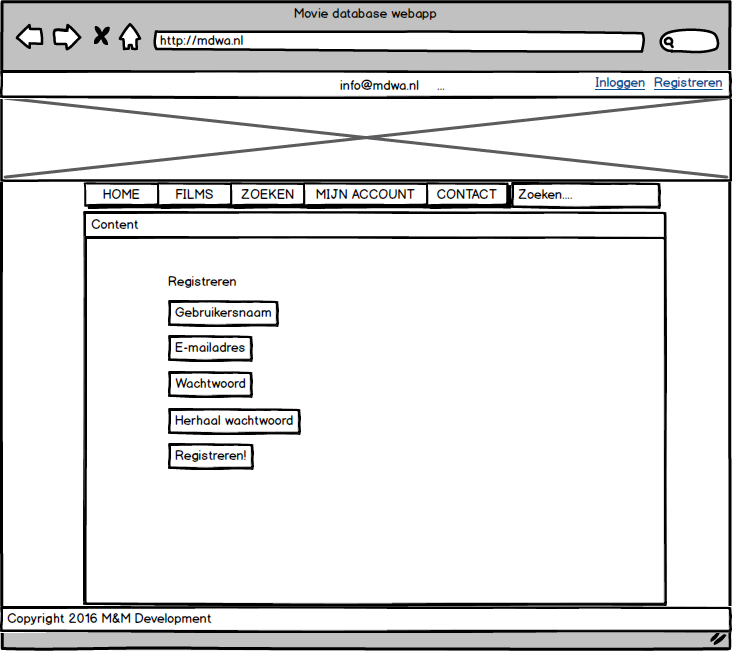 Movie database webapp
http://mdwa.nl
info@mdwa.nl ... Inloggen Registreren
HOME FILMS ZOEKEN MIJN ACCOUNT CONTACT Zoeken....
Content
Registreren
Gebruikersnaam
E-mailadres
Wachtwoord
Herhaal wachtwoord
Registreren!
Copyright 2016 M&M Development